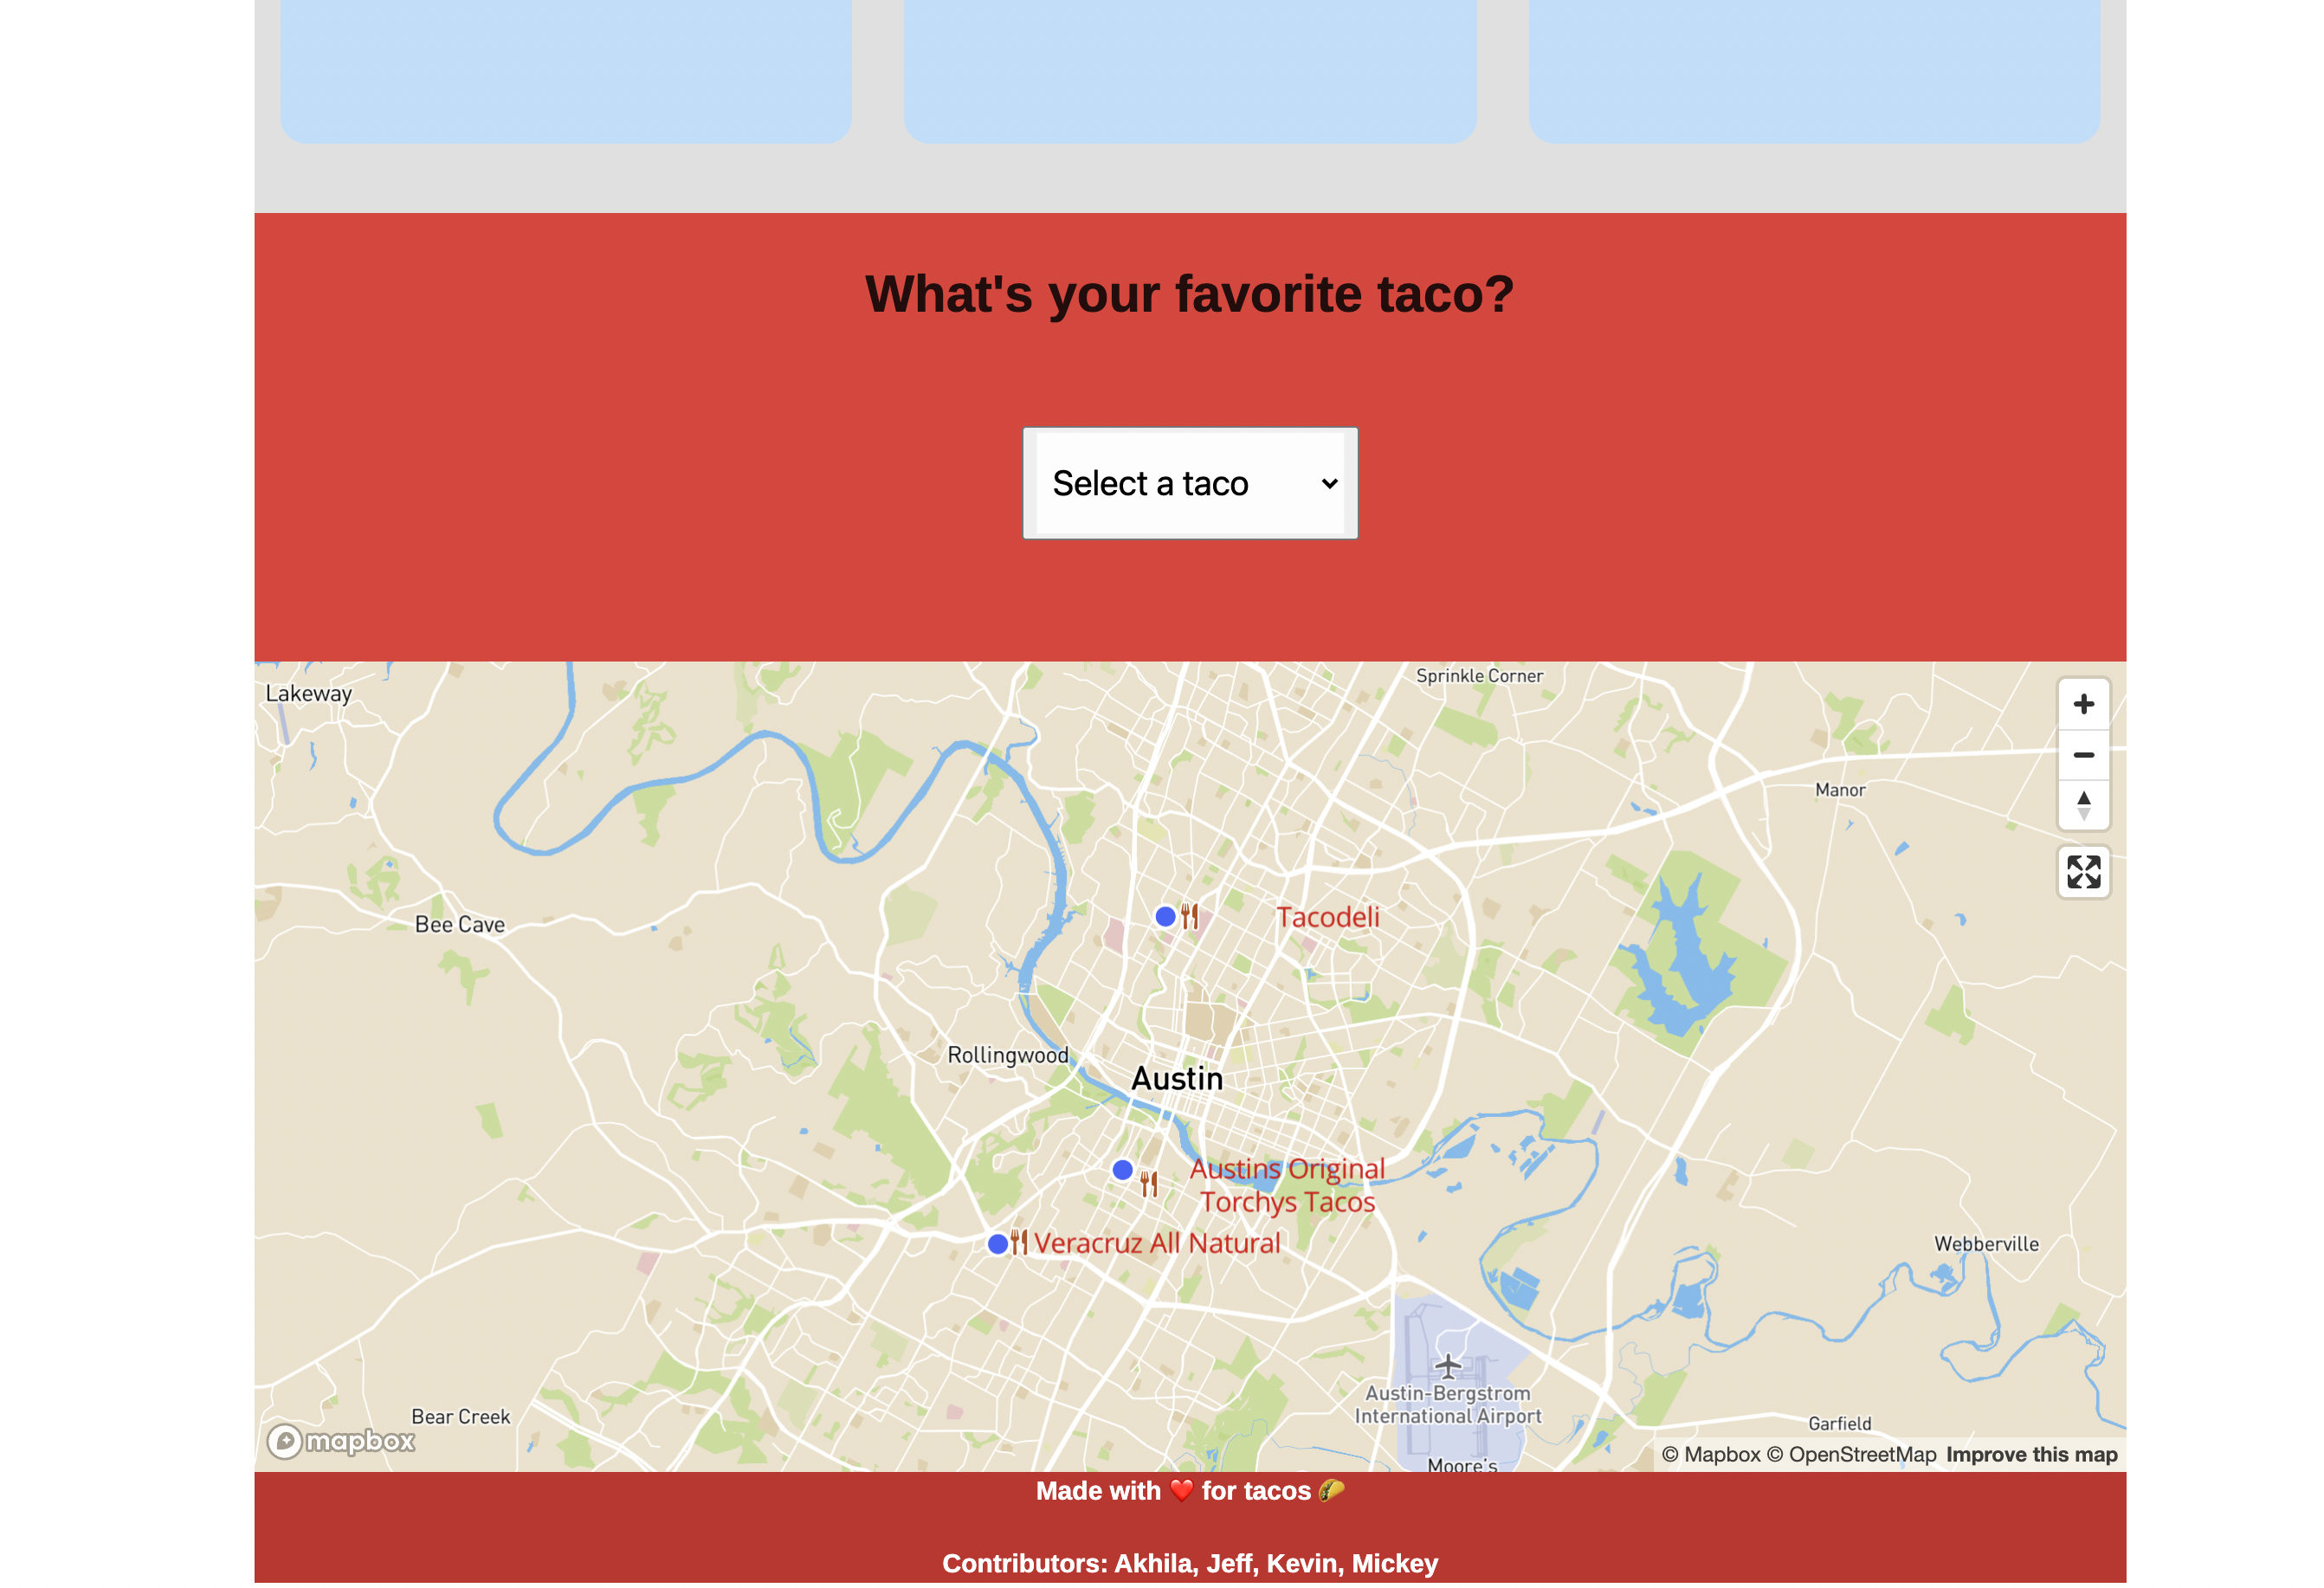 What's your favorite taco?
Select a taco
Sprinkle Corner
Lakeway
Manor
Bee Cave
Tacodeli
Rollingwood
Austin
Austins Original
Torchys Tacos
Veracruz All Natural
Webberville
Austin-Bergstrom
International Airport
Bear Creek
Garfield
mapbox
© Mapbox © OpenStreetMap Improve this map
Moore's
Made with ❤️ for tacos 🌮
Contributors: Akhila, Jeff, Kevin, Mickey